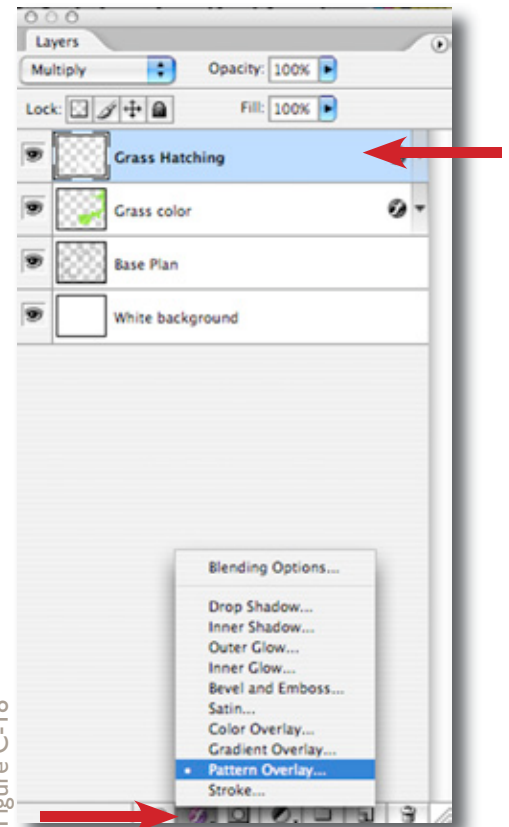 Layers
Multiply Opacity: 100%
Lock: Fill: 100%
Grass Hatching
Grass color
Base Plan
White background
Blending Options...
Drop Shadow...
Inner Shadow...
Outer Glow...
Inner Glow...
Bevel and Emboss...
Satin...
Color Overlay...
Gradient Overlay...
Pattern Overlay...
Stroke...